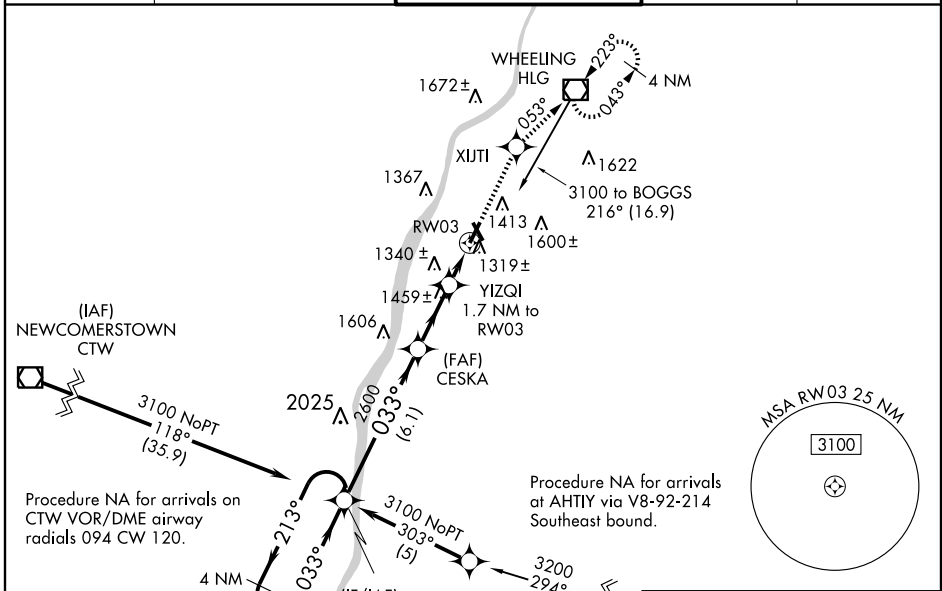 WHEELING
HLG
223°
043°
4 NM
1672±
053°
XIJTI
1622
1367
3100 to BOGGS
216° (16.9)
RW03
1413
1600±
1340 ±
1319±
1459±
YIZQI
1.7 NM to
RW03
(IAF)
NEWCOMERSTOWN
CTW
1606
(FAF)
CESKA
2600
033°
(6.1)
2025
3100 NoPT
118°
(35.9)
MSA RW03 25 NM
3100
Procedure NA for arrivals on
CTW VOR/DME airway
radials 094 CW 120.
Procedure NA for arrivals
at AHTIY via V8-92-214
Southeast bound.
213°
033°
3100 NoPT
303°
(5)
4 NM
3200
294°